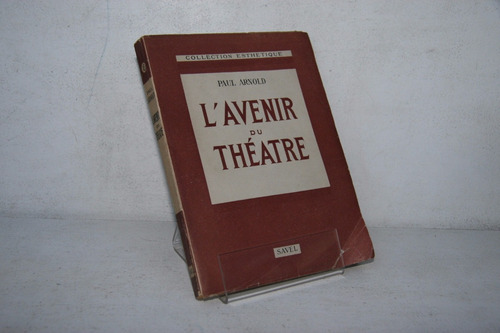 COLLECTION ESTHÉTIQUE
PAUL ARNOLD
L'AVENIR
DU
THÉATRE
SAVEL